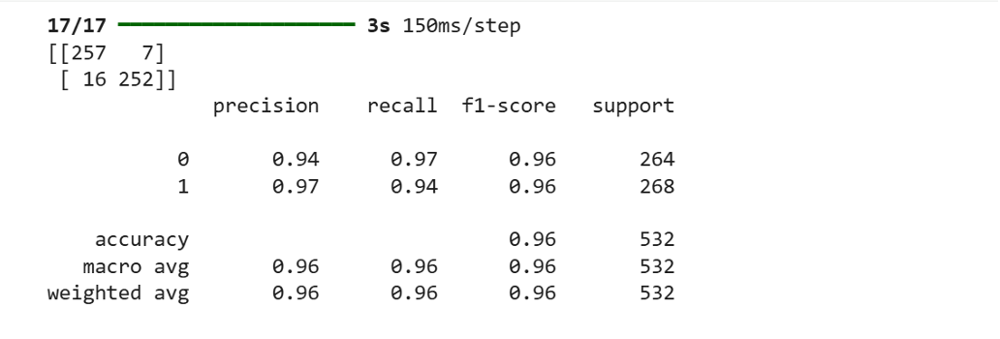 17/17 ━━━━━━━━━━━━━━━━━━━━ 3s 150ms/step
[[257   7]
 [ 16 252]]
              precision    recall  f1-score   support

           0       0.94      0.97      0.96       264
           1       0.97      0.94      0.96       268

    accuracy                           0.96       532
   macro avg       0.96      0.96      0.96       532
weighted avg       0.96      0.96      0.96       532